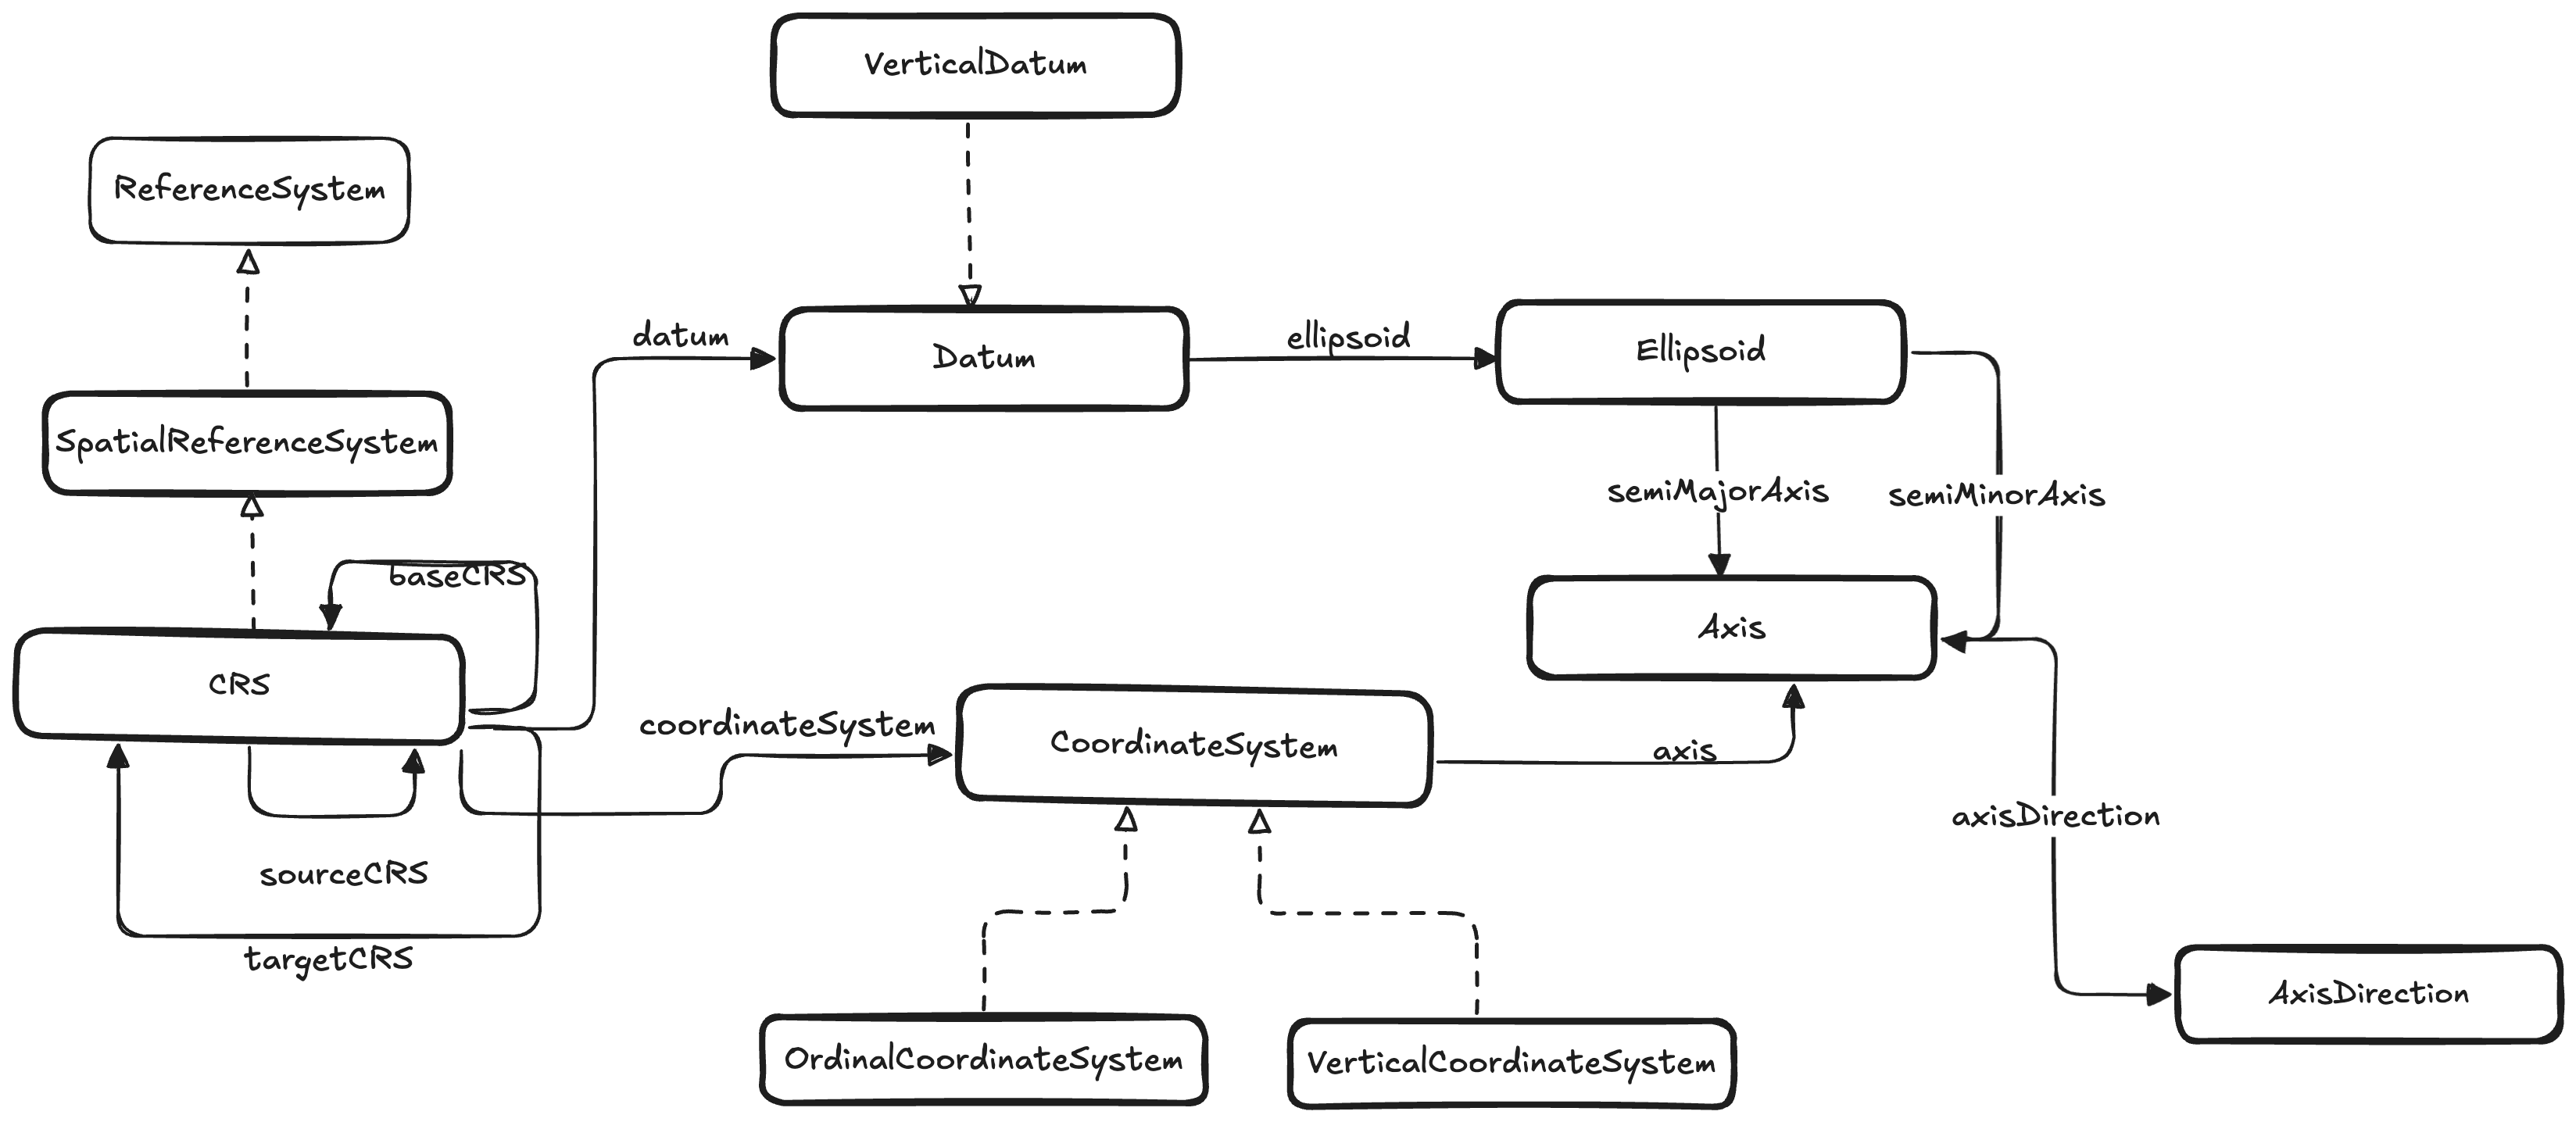 VerticalDatum
ReferenceSystem
datum
ellipsoid
Datum
Ellipsoid
SpatialReferenceSystem
semiMajorAxis
semiMinorAxis
baseCRS
Axis
CRS
coordinateSystem
CoordinateSystem
axis
axisDirection
sourceCRS
targetCRS
AxisDirection
OrdinalCoordinateSystem
VerticalCoordinateSystem